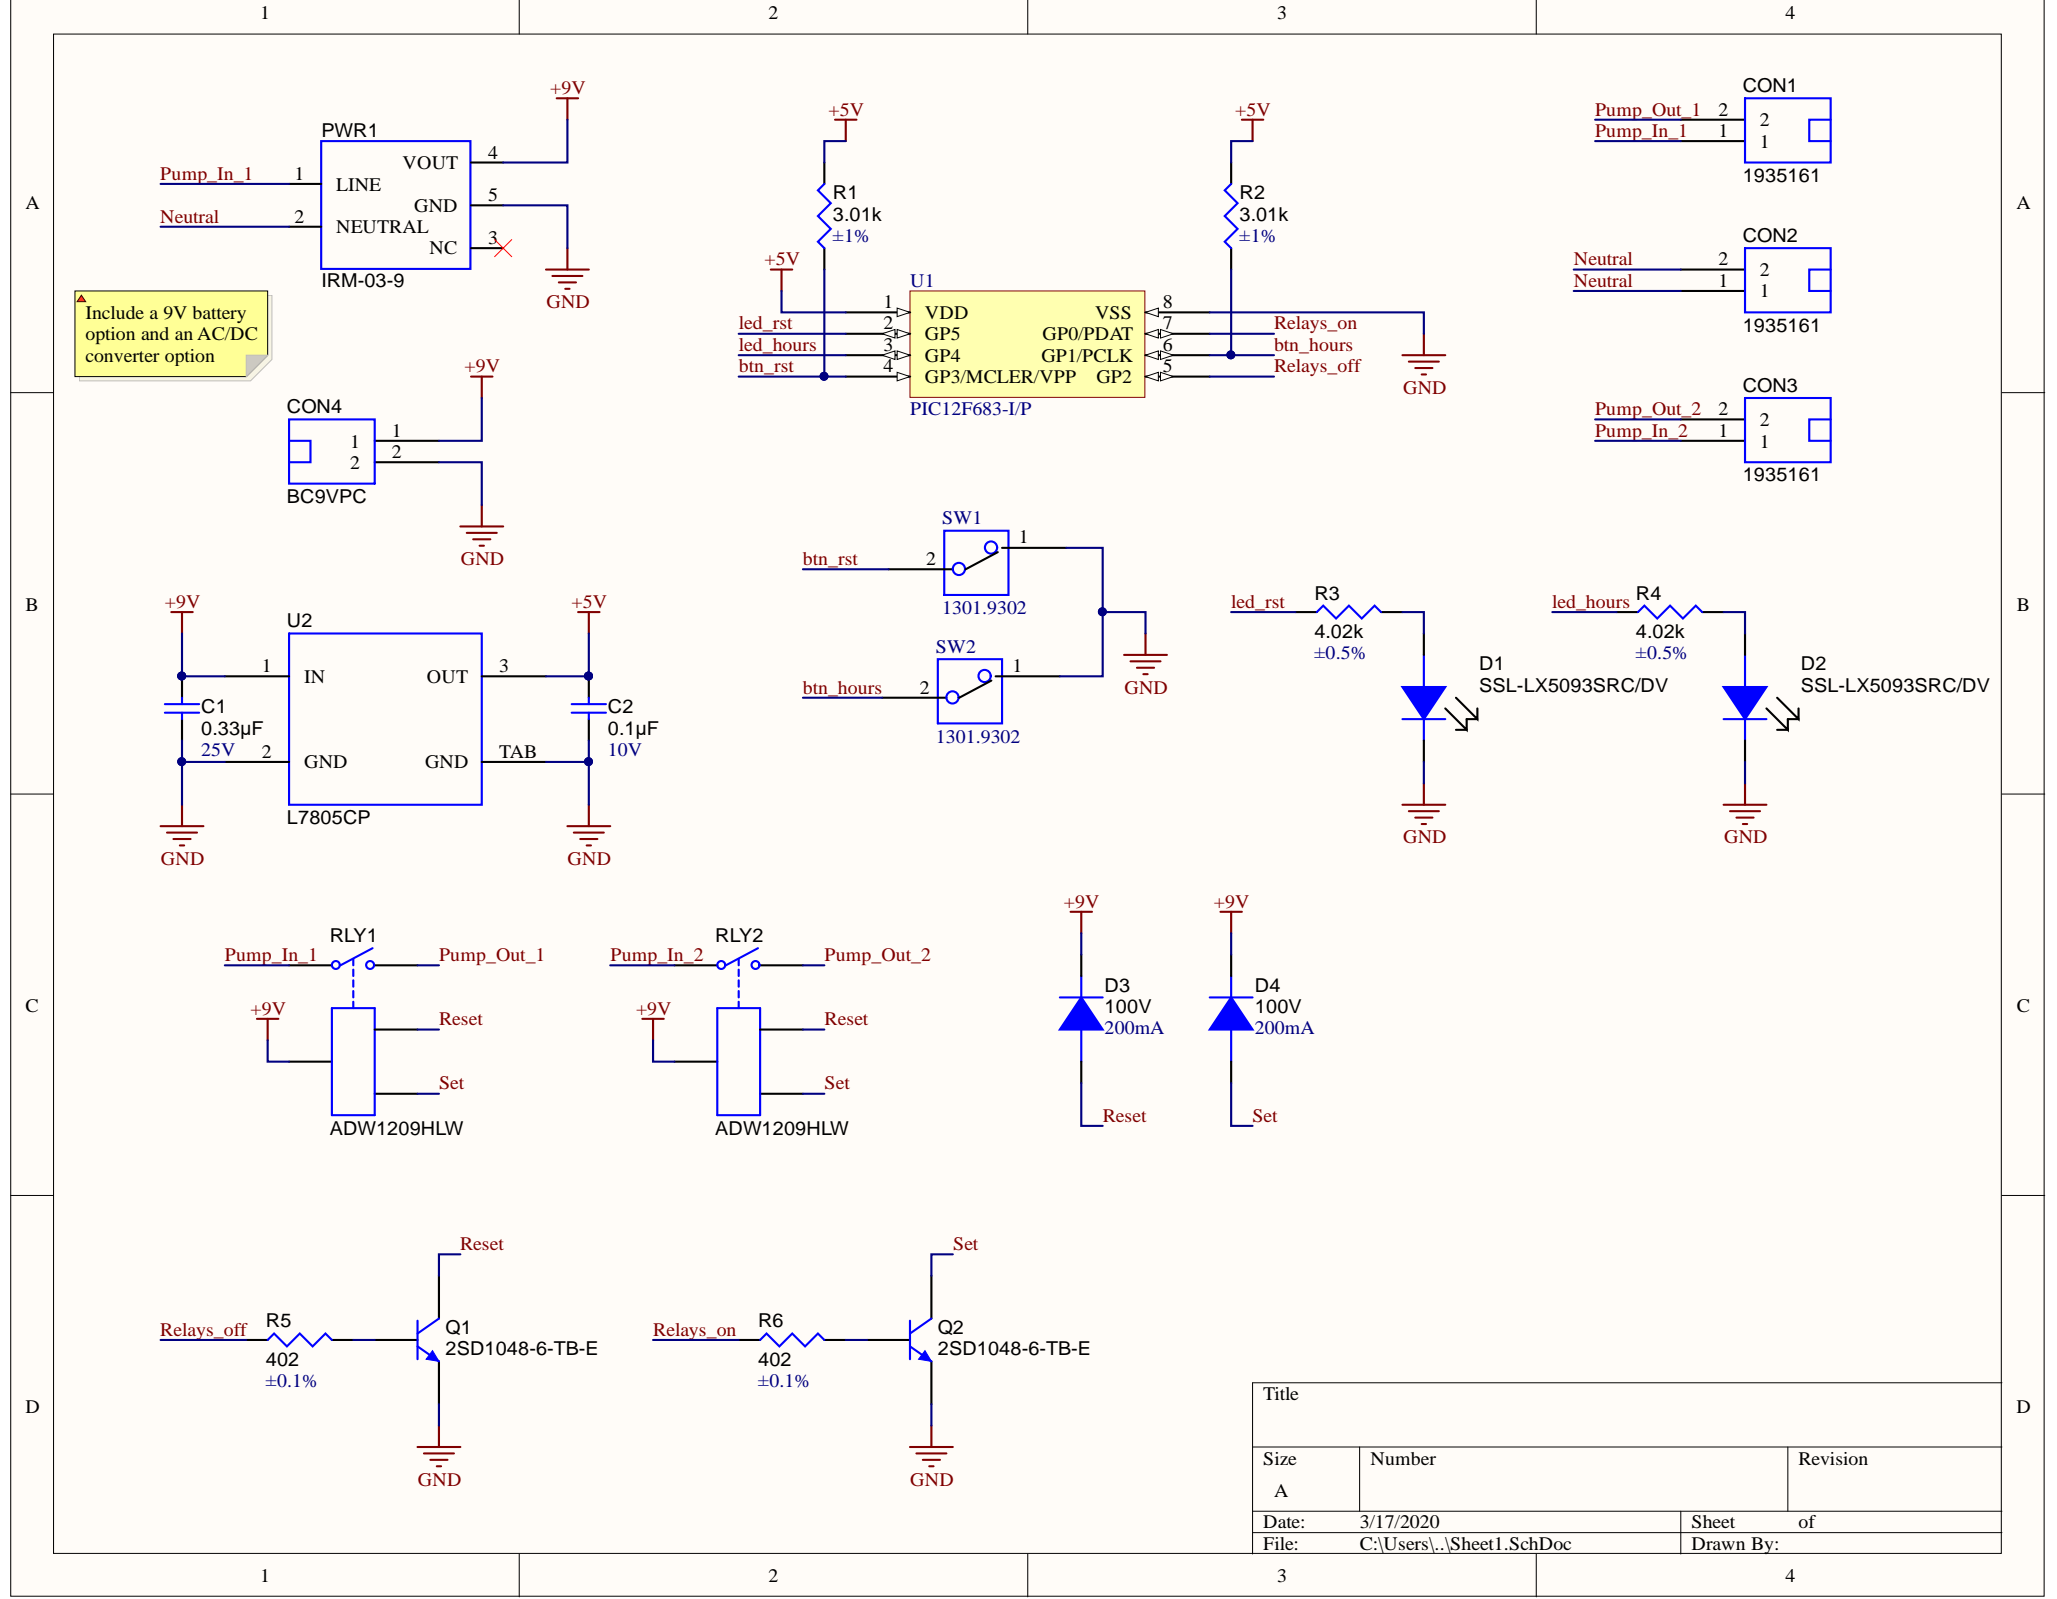 1
2
3
4
A
A
B
B
C
C
D
D
PWR1
Pump_In_1
1
LINE
Neutral
2
NEUTRAL
VOUT
4
GND
5
NC
3
IRM-03-9
+9V
GND
Include a 9V battery
option and an AC/DC
converter option
CON4
1
1
2
2
BC9VPC
+9V
GND
+5V
R1
3.01k
±1%
+5V
R2
3.01k
±1%
+5V
U1
1
VDD
VSS
8
led_rst
2
GP5
GP0/PDAT
7
Relays_on
led_hours
3
GP4
GP1/PCLK
6
btn_hours
btn_rst
4
GP3/MCLER/VPP
GP2
5
Relays_off
PIC12F683-I/P
GND
CON1
Pump_Out_1
2
2
Pump_In_1
1
1
1935161
CON2
Neutral
2
2
Neutral
1
1
1935161
CON3
Pump_Out_2
2
2
Pump_In_2
1
1
1935161
+9V
U2
+5V
1
IN
OUT
3
C1
0.33µF
25V
2
GND
GND
TAB
C2
0.1µF
10V
L7805CP
GND
GND
SW1
btn_rst
2
1
1301.9302
SW2
btn_hours
2
1
1301.9302
GND
led_rst
R3
4.02k
±0.5%
D1
SSL-LX5093SRC/DV
GND
led_hours
R4
4.02k
±0.5%
D2
SSL-LX5093SRC/DV
GND
RLY1
Pump_In_1
Pump_Out_1
+9V
Reset
Set
ADW1209HLW
RLY2
Pump_In_2
Pump_Out_2
+9V
Reset
Set
ADW1209HLW
+9V
D3
100V
200mA
Reset
+9V
D4
100V
200mA
Set
Reset
Relays_off
R5
402
±0.1%
Q1
2SD1048-6-TB-E
GND
Set
Relays_on
R6
402
±0.1%
Q2
2SD1048-6-TB-E
GND
Title
Size
A
Number
Revision
Date:
3/17/2020
Sheet
of
File:
C:\Users\..\Sheet1.SchDoc
Drawn By:
1
2
3
4